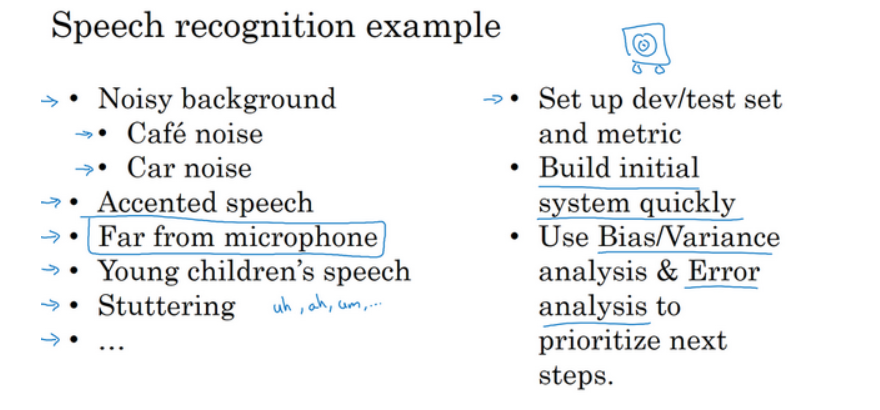 Speech recognition example
• Noisy background
• Café noise
• Car noise
• Accented speech
• Far from microphone
• Young children's speech
• Stuttering uh, ah, um, ...
• ...
• Set up dev/test set
and metric
• Build initial
system quickly
• Use Bias/Variance
analysis & Error
analysis to
prioritize next
steps.